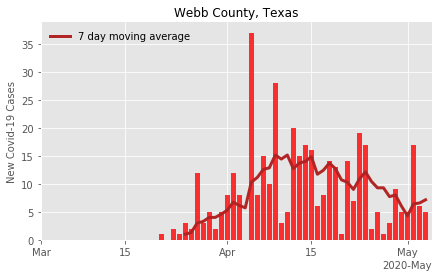 Webb County, Texas
7 day moving average
New Covid-19 Cases
35
30
25
20
15
10
5
0
Mar
15
Apr
15
May
2020-May